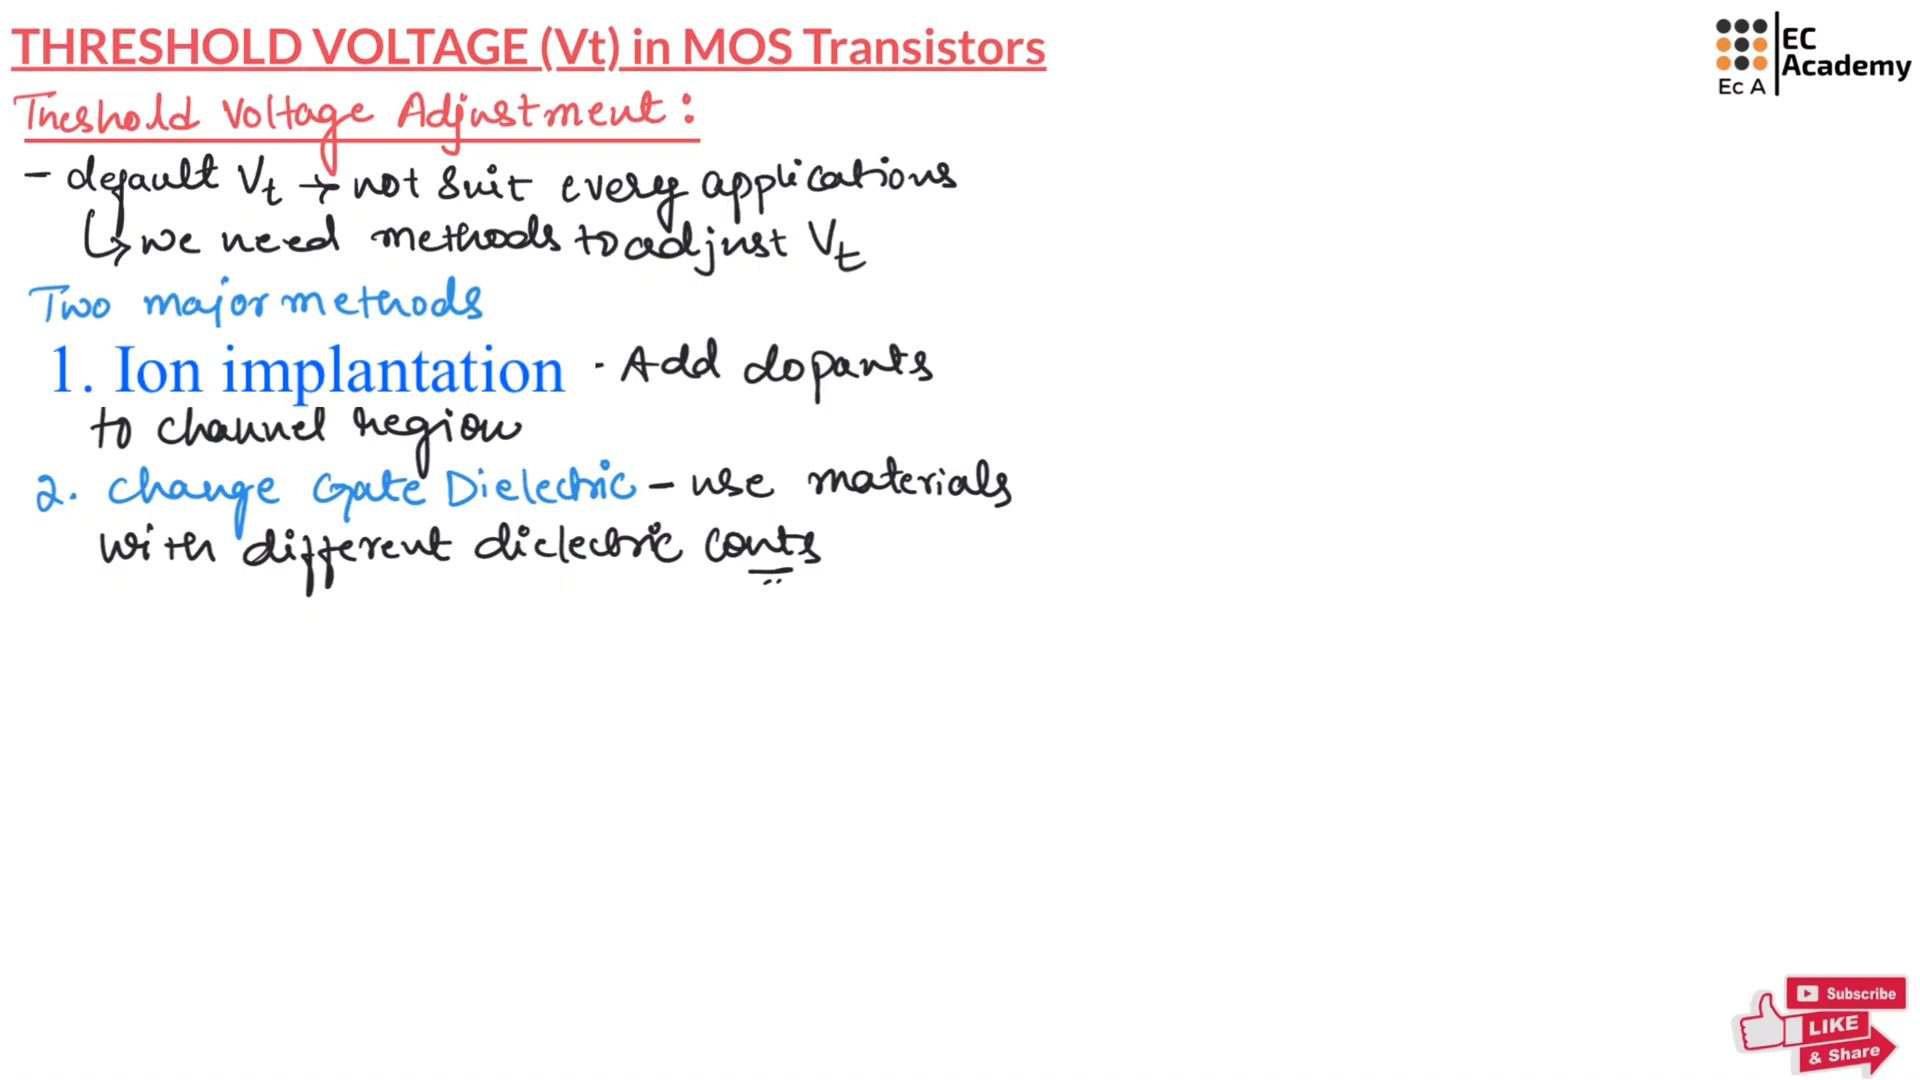 THRESHOLD VOLTAGE (Vt) in MOS Transistors
EC
Academy
Ec A
Threshold Voltage Adjustment :
- default Vt → not suit every applications
↳ we need methods to adjust Vt
Two major methods
1. Ion implantation · Add dopants
to channel region
2. Change Gate Dielectric - use materials
with different dielectric conts
Subscribe
LIKE
& Share